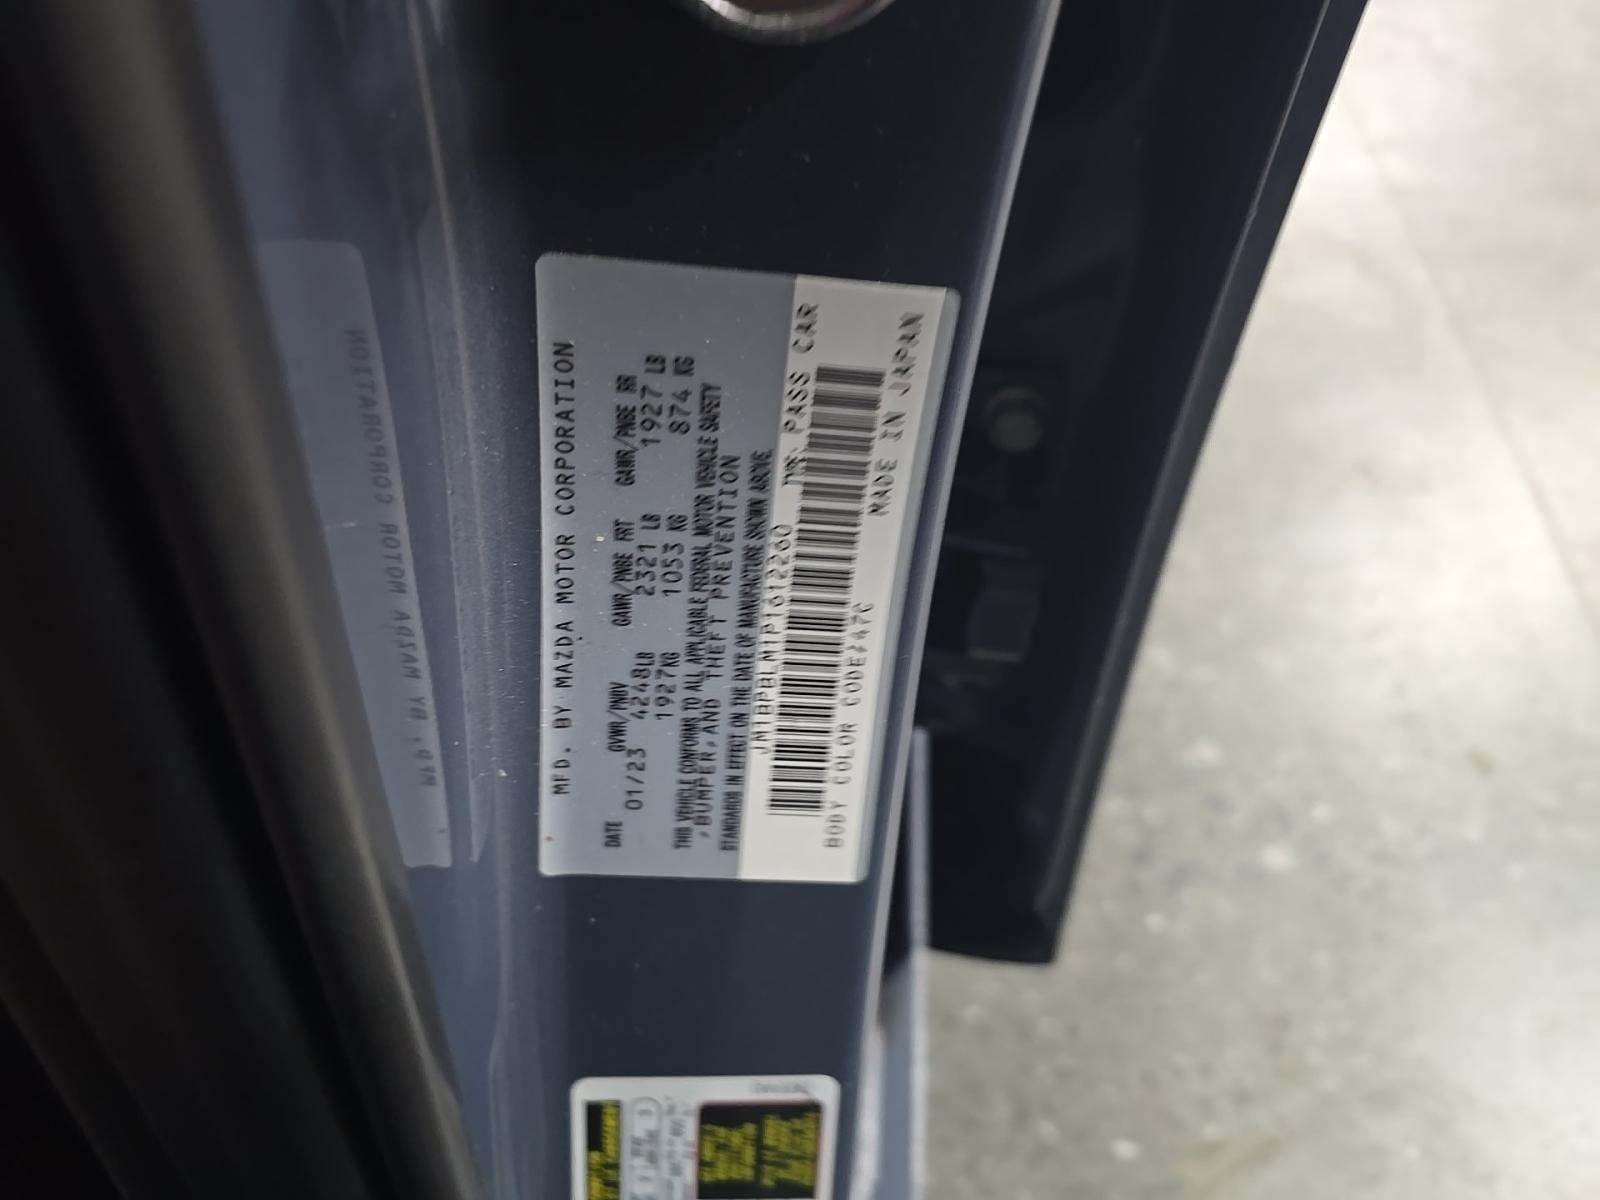 MFD. BY MAZDA MOTOR CORPORATION
DATE GVWR/PNBV GAWR/PNBE FRT GAWR/PNBE RR
01/23 4248LB 2321 LB 1927 LB
1927KG 1053 KG 874 KG
THIS VEHICLE CONFORMS TO ALL APPLICABLE FEDERAL MOTOR VEHICLE SAFETY
,BUMPER,AND THEFT PREVENTION
STANDARDS IN EFFECT ON THE DATE OF MANUFACTURE SHOWN ABOVE.
JM1BPBLM1P1612260 PASS CAR
BODY COLOR CODE:47C MADE IN JAPAN